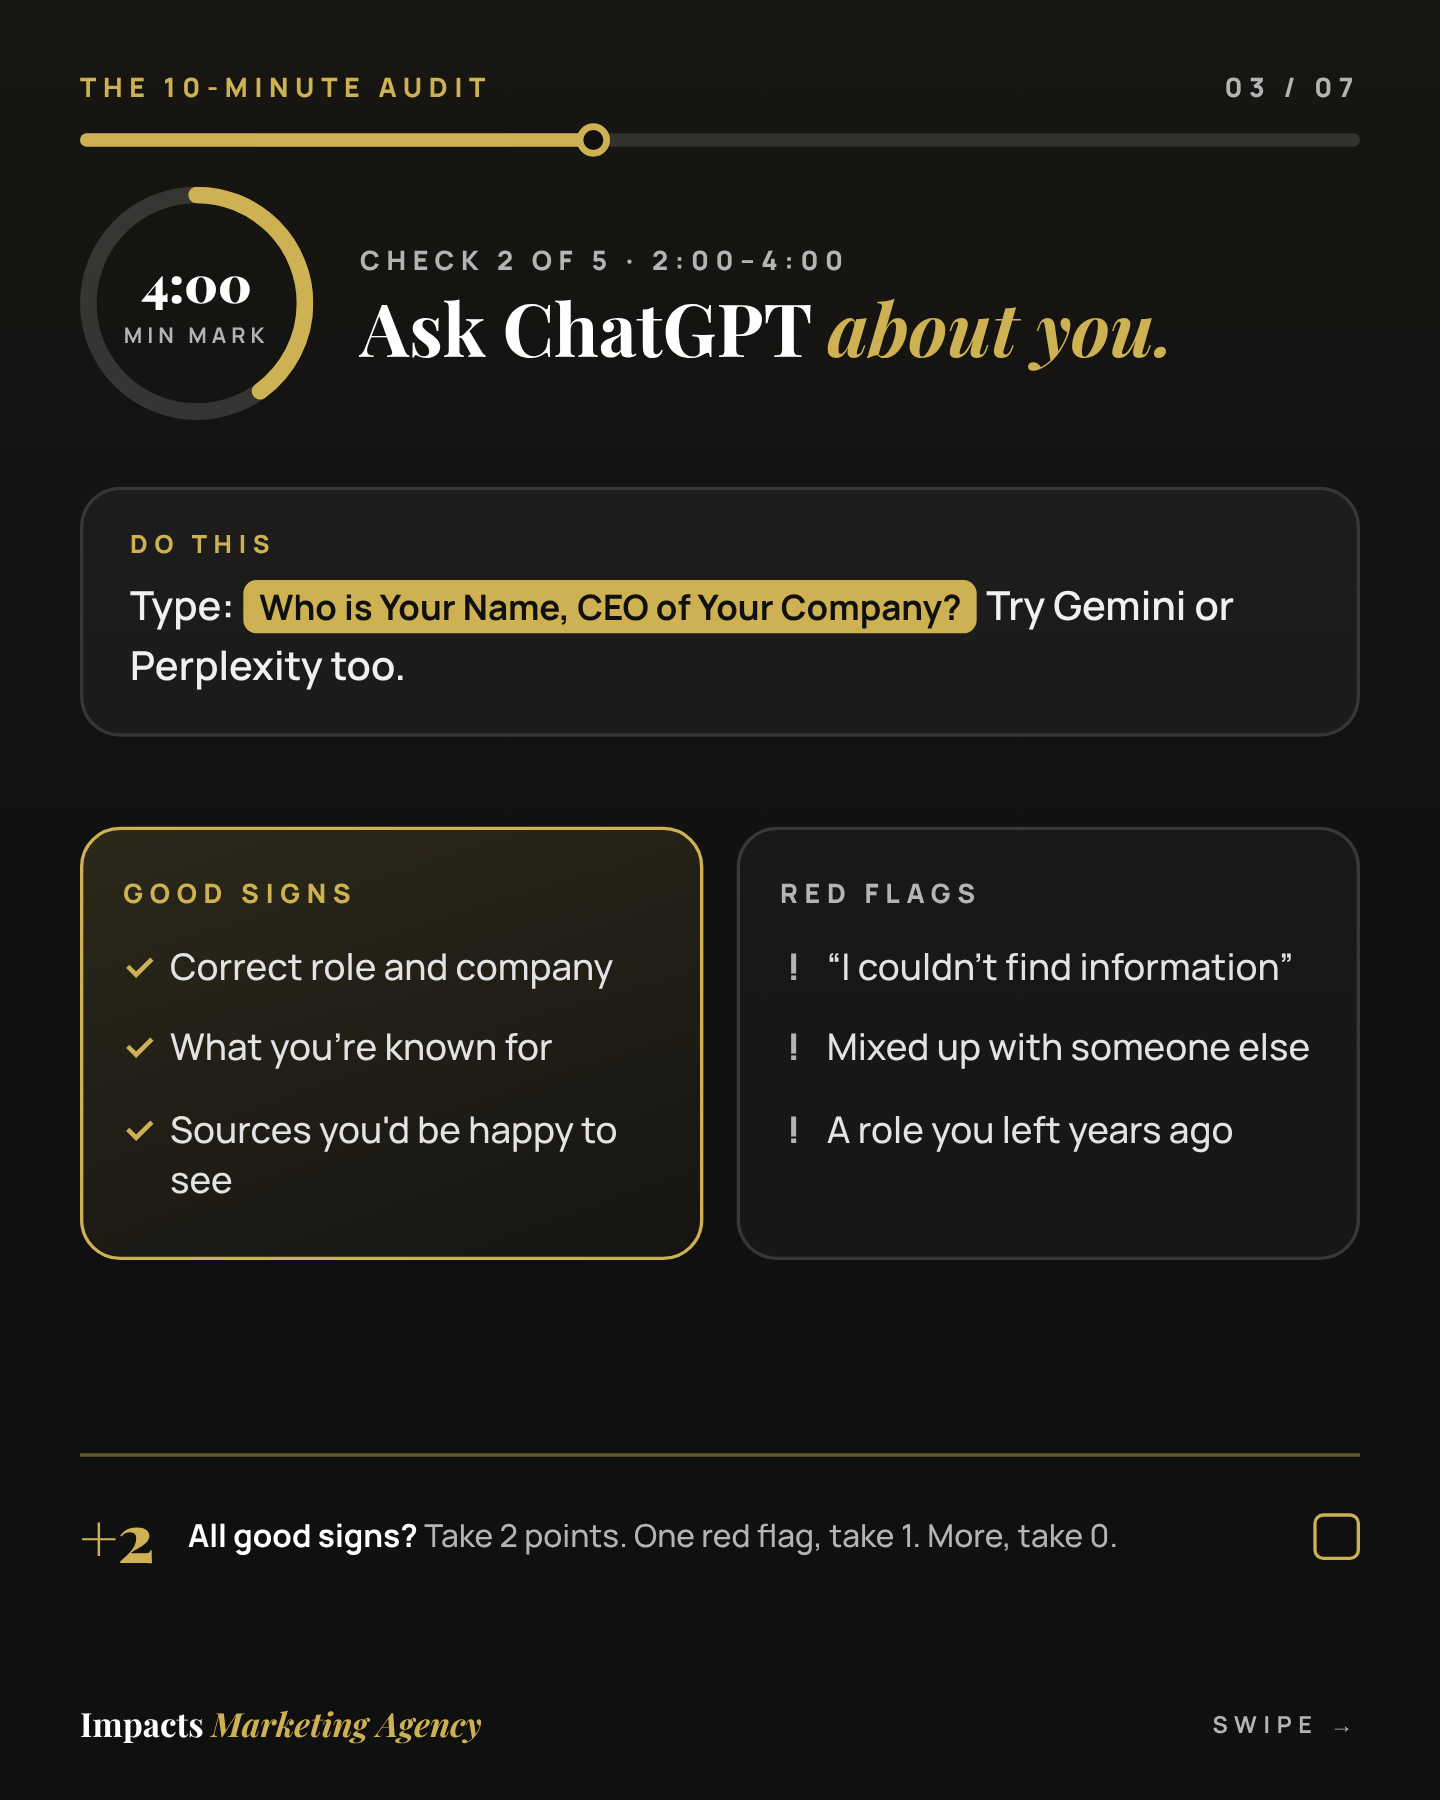 THE 10-MINUTE AUDIT
03 / 07
4:00
MIN MARK
CHECK 2 OF 5 · 2:00–4:00
Ask ChatGPT about you.
DO THIS
Type: Who is Your Name, CEO of Your Company? Try Gemini or
Perplexity too.
GOOD SIGNS
✓ Correct role and company
✓ What you’re known for
✓ Sources you'd be happy to
see
RED FLAGS
! “I couldn’t find information”
! Mixed up with someone else
! A role you left years ago
+2
All good signs? Take 2 points. One red flag, take 1. More, take 0.
Impacts Marketing Agency
SWIPE →